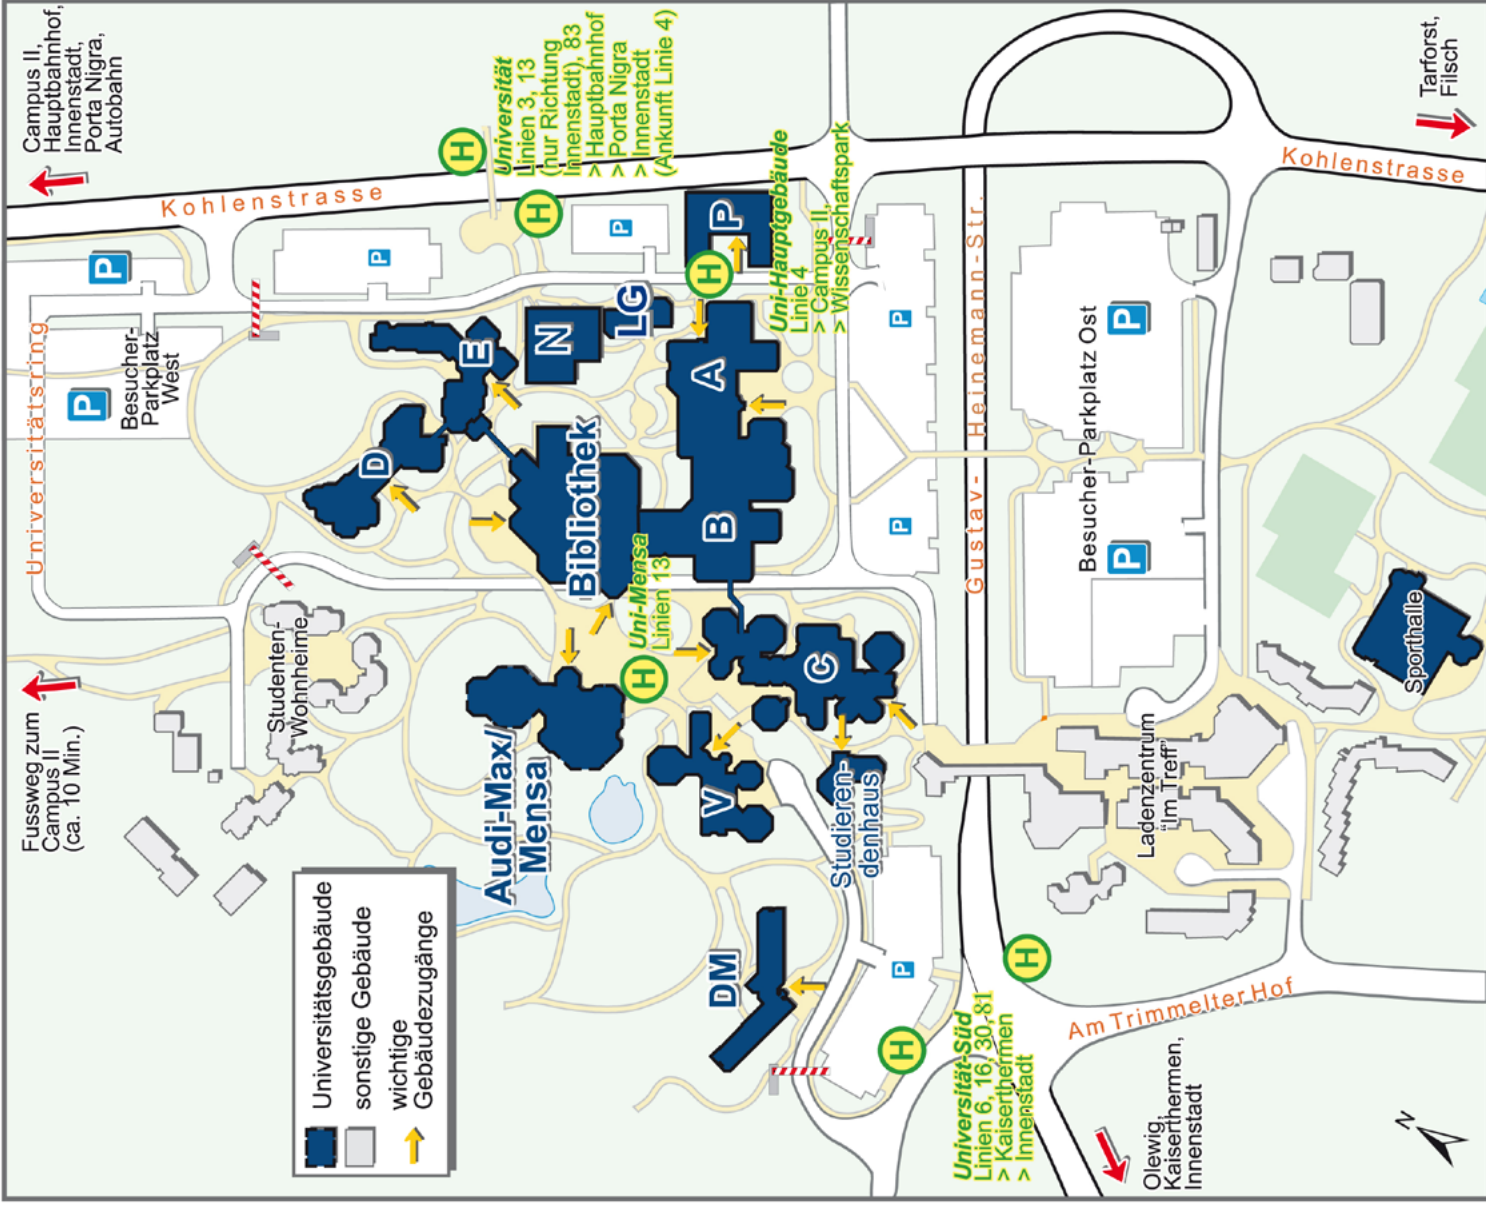 Campus II,
Hauptbahnhof,
Innenstadt,
Porta Nigra,
Autobahn
Kohlenstrasse
Universität
Linien 3, 13
(nur Richtung
Innenstadt), 83
> Hauptbahnhof
> Porta Nigra
> Innenstadt
(Ankunft Linie 4)
Tarforst,
Filsch
Kohlenstrasse
H
H
H
P
P
P
P
Uni-Hauptgebäude
Linie 4
> Campus II,
> Wissenschaftspark
Universitätsring
P
Besucher-
Parkplatz
West
E
N
LG
A
D
Bibliothek
B
P
P
Gustav-Heinemann-Str.
Besucher-Parkplatz Ost
P
P
Uni-Mensa
Linien 13
H
Studenten-
Wohnheime
C
Sporthalle
Fussweg zum
Campus II
(ca. 10 Min.)
Audi-Max//
Mensa
V
Studieren-
denhaus
Ladenzentrum
"Im Treff"
DM
P
H
H
Universität-Süd
Linien 6, 16, 30, 81
> Kaiserthermen
> Innenstadt
Am Trimmelter Hof
Olewig,
Kaiserthermen,
Innenstadt
N
Universitätsgebäude
sonstige Gebäude
wichtige
Gebäudezugänge